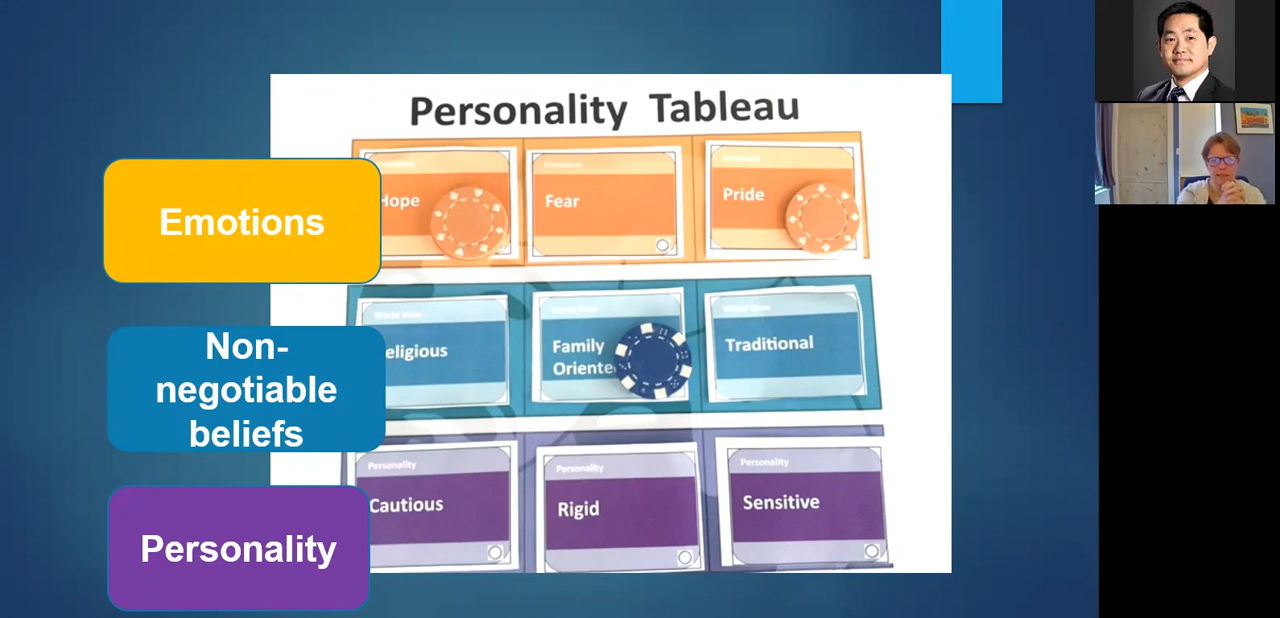 Personality Tableau
Emotions
Hope
Fear
Pride
Non-
negotiable
beliefs
eligious
Family
Oriente
Traditional
Personality
Personality
Personality
Personality
Cautious
Rigid
Sensitive